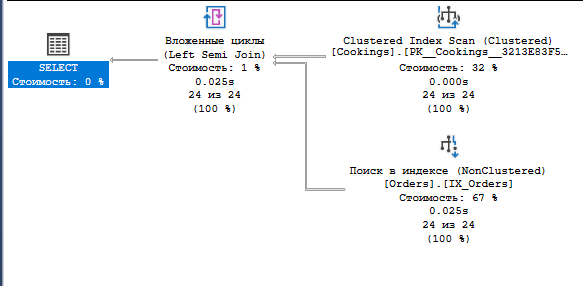 SELECT
Стоимость: 0 %
Вложенные циклы
(Left Semi Join)
Стоимость: 1 %
0.025s
24 из 24
(100 %)
Clustered Index Scan (Clustered)
[Cookings].[PK__Cookings__3213E83F5…
Стоимость: 32 %
0.000s
24 из 24
(100 %)
Поиск в индексе (NonClustered)
[Orders].[IX_Orders]
Стоимость: 67 %
0.025s
24 из 24
(100 %)